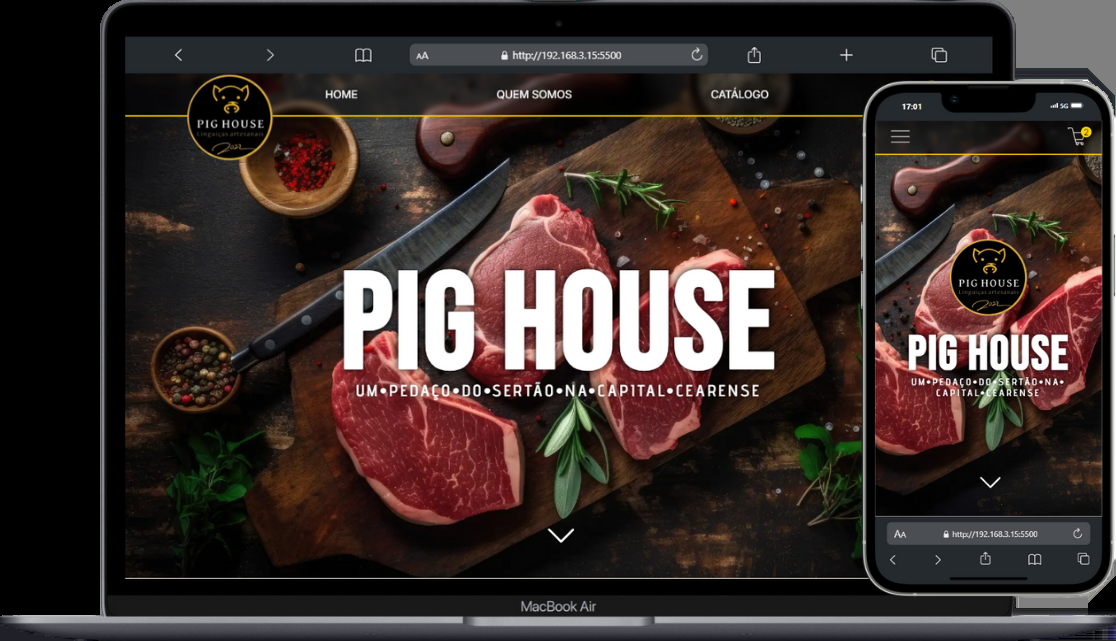 AA
http://192.168.3.15:5500
PIG HOUSE
Linguiças artesanais
HOME
QUEM SOMOS
CATÁLOGO
PIG HOUSE
UM•PEDAÇO•DO•SERTÃO•NA•CAPITAL•CEARENSE
MacBook Air
17:01
5G
2
PIG HOUSE
Linguiças artesanais
PIG HOUSE
UM•PEDAÇO•DO•SERTÃO•NA•
CAPITAL•CEARENSE
AA
http://192.168.3.15:5500